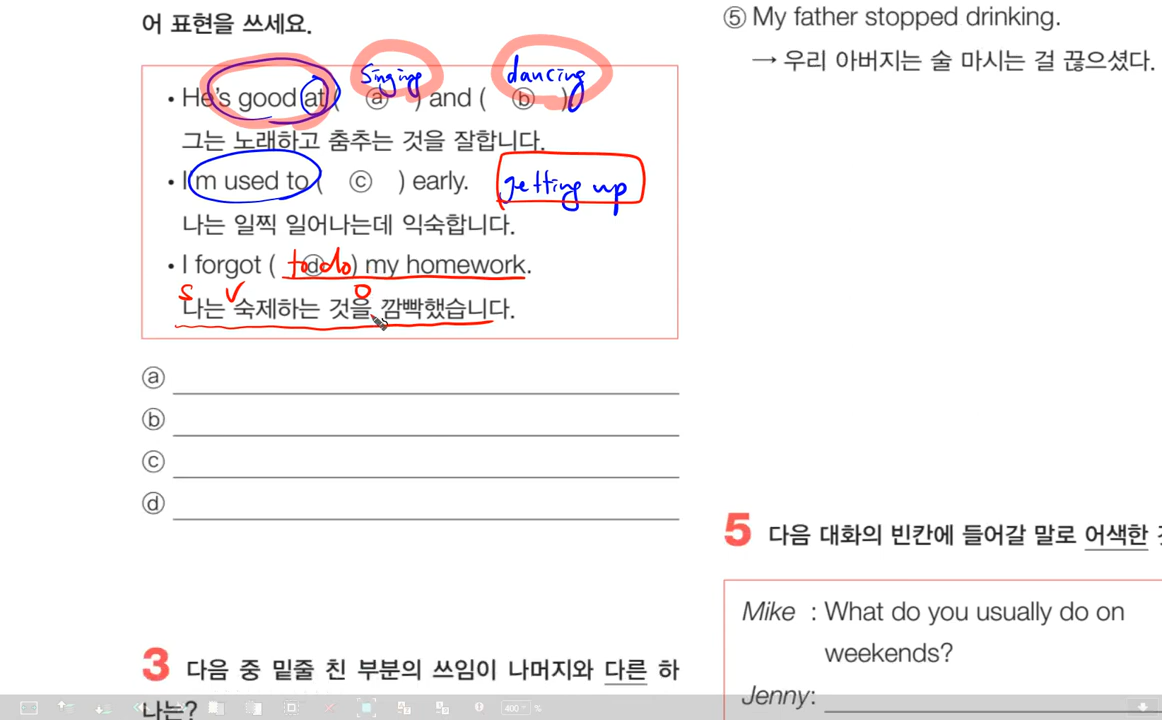 어 표현을 쓰세요.
singing dancing
• He's good at ( ⓐ ) and ( ⓑ ).
그는 노래하고 춤추는 것을 잘합니다.
• I'm used to ( ⓒ ) early. getting up
나는 일찍 일어나는데 익숙합니다.
• I forgot ( to ⓓ do ) my homework.
S V O
나는 숙제하는 것을 깜빡했습니다.
ⓐ
ⓑ
ⓒ
ⓓ
3 다음 중 밑줄 친 부분의 쓰임이 나머지와 다른 하
나는?
⑤ My father stopped drinking.
→ 우리 아버지는 술 마시는 걸 끊으셨다.
5 다음 대화의 빈칸에 들어갈 말로 어색한
Mike : What do you usually do on
weekends?
Jenny:
400 %